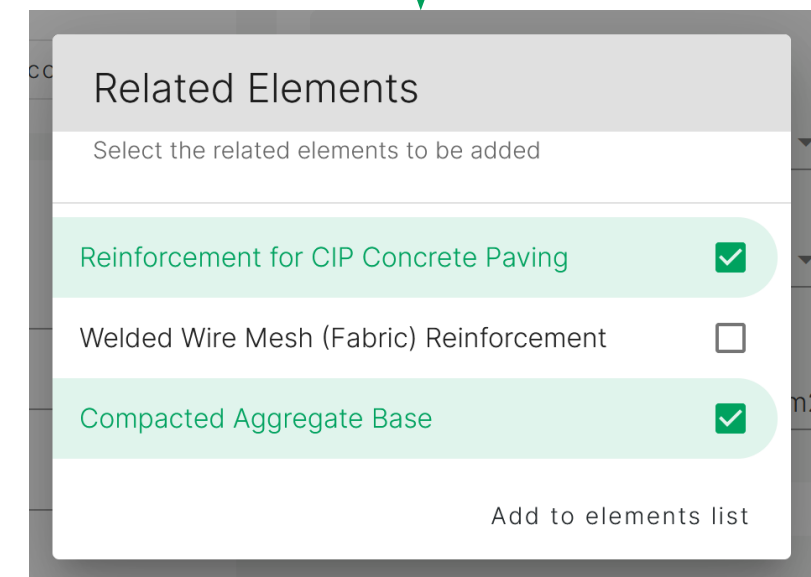 cc
Related Elements
Select the related elements to be added
Reinforcement for CIP Concrete Paving
Welded Wire Mesh (Fabric) Reinforcement
Compacted Aggregate Base
Add to elements list